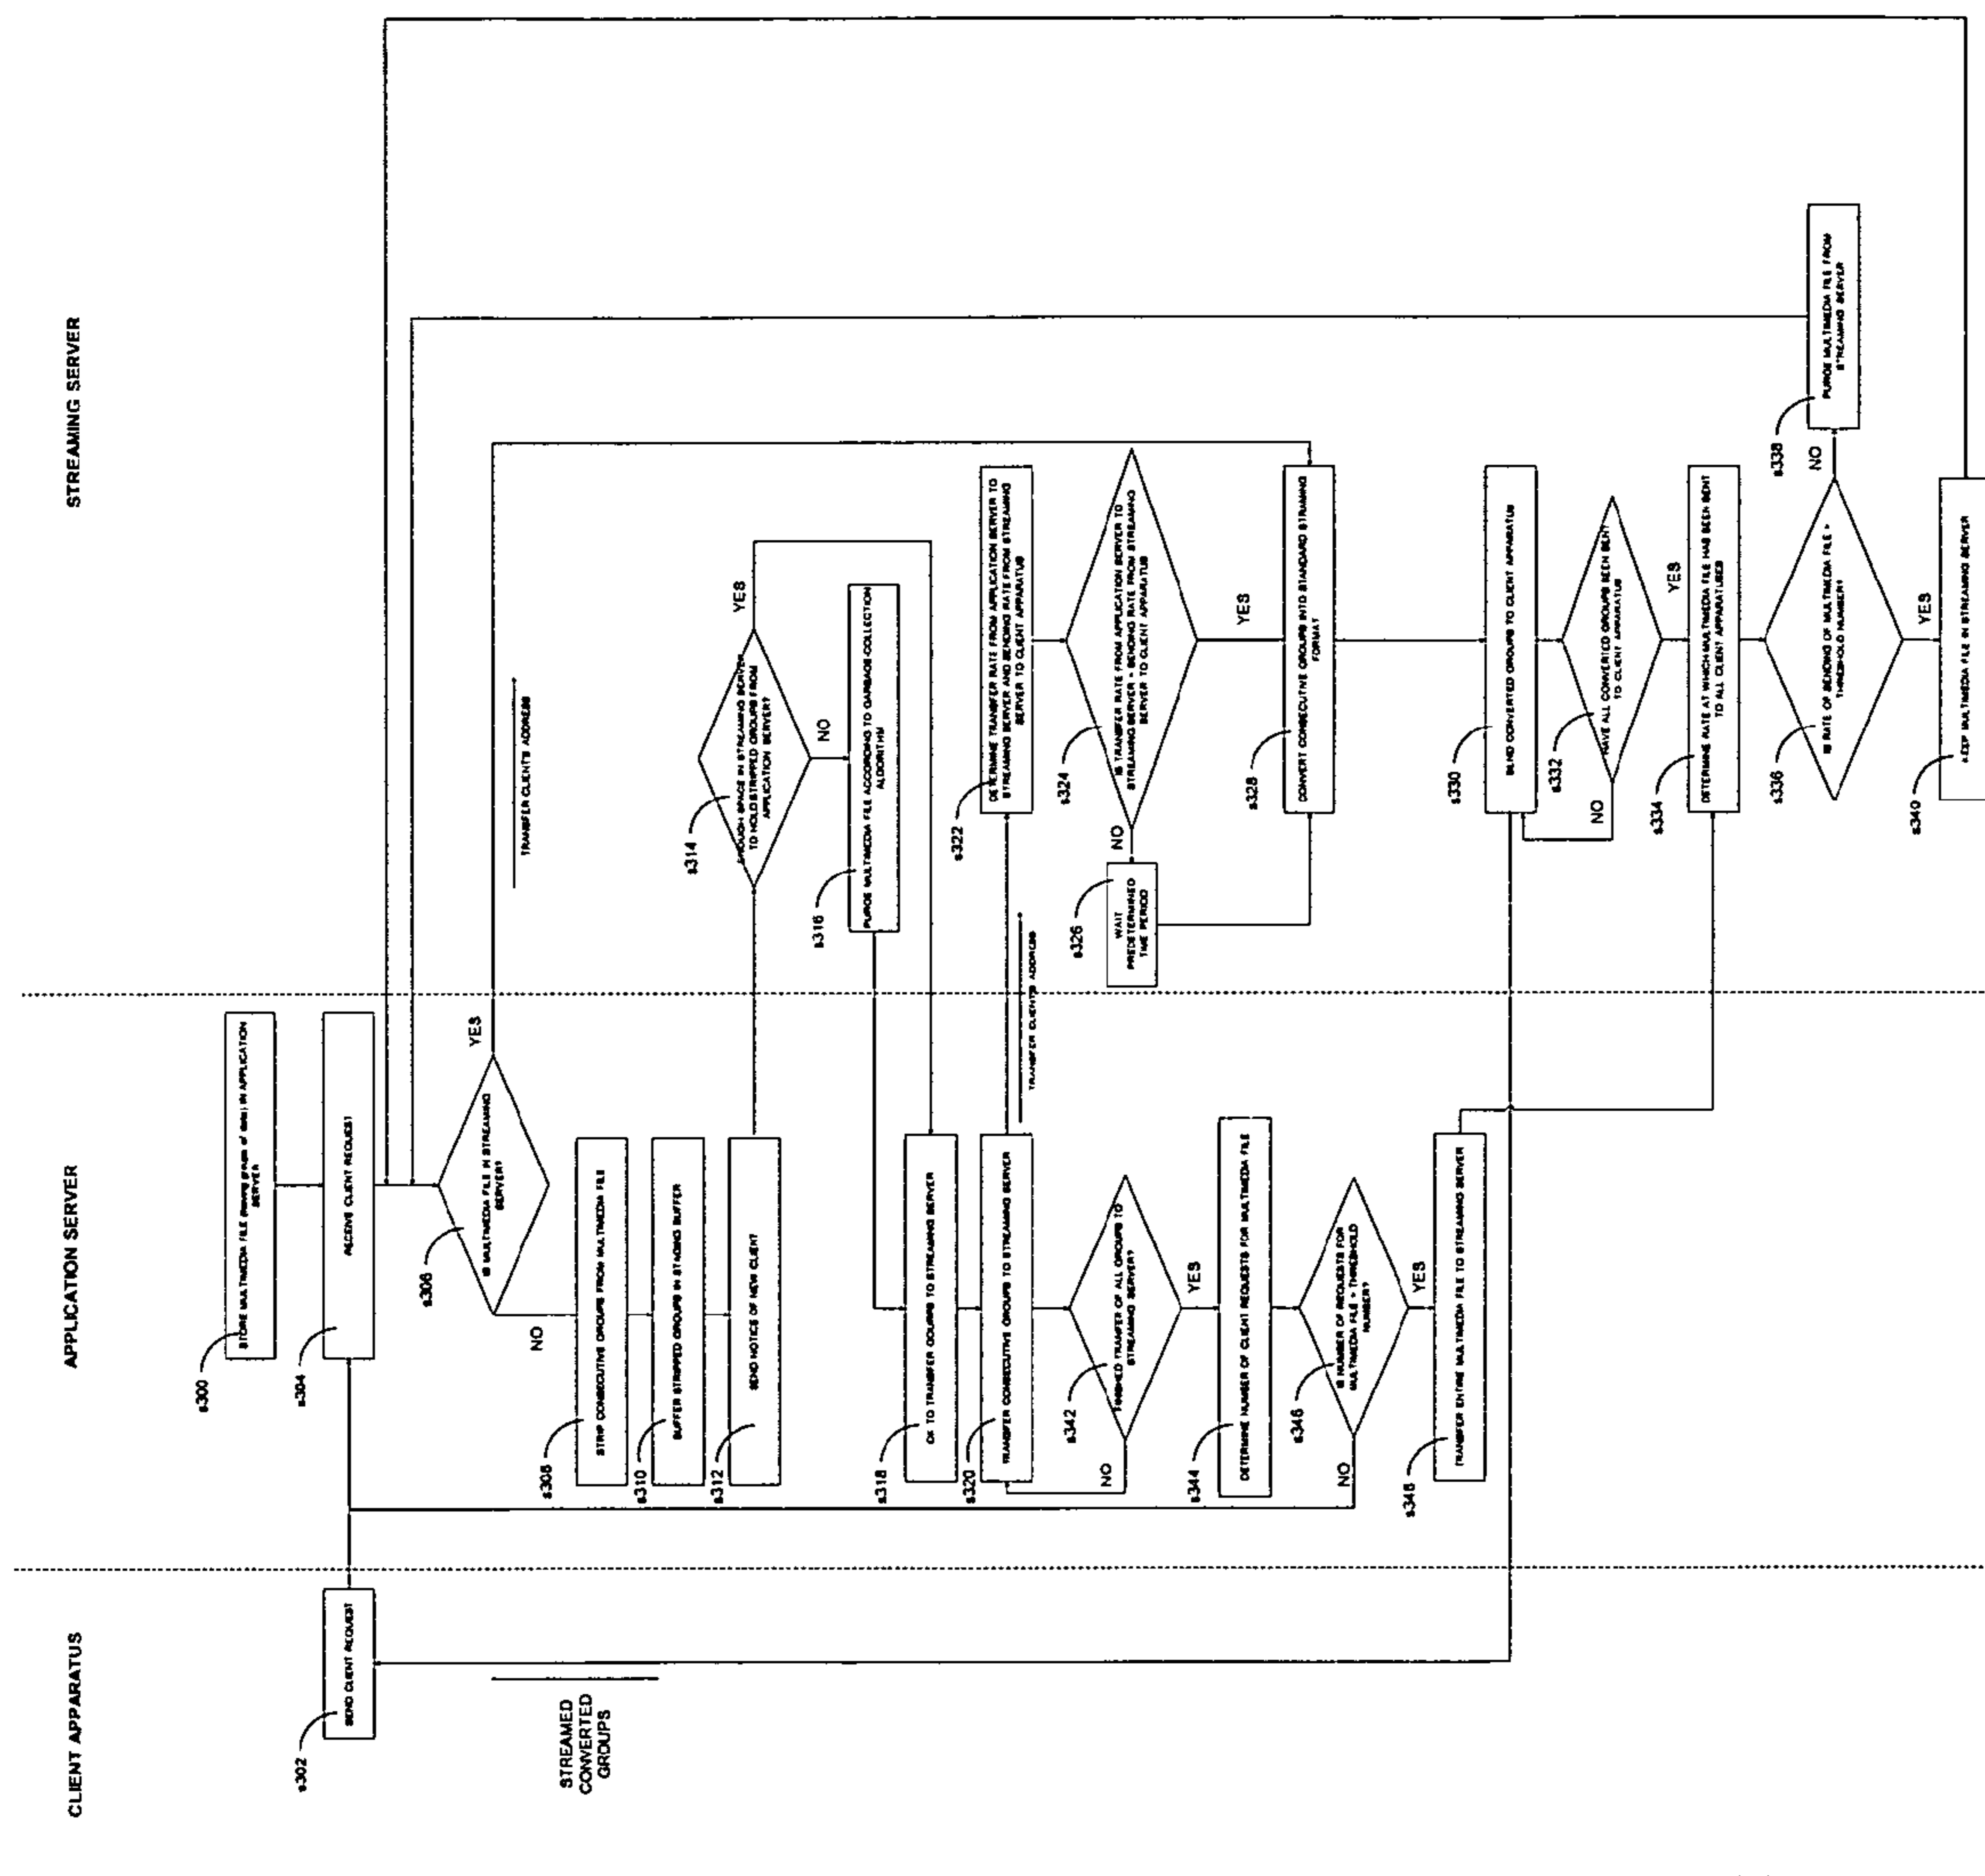 CLIENT APPARATUS
APPLICATION SERVER
STREAMING SERVER
s300
STORE MULTIMEDIA FILE (having groups of data) IN APPLICATION
SERVER
s302
SEND CLIENT REQUEST
s304
RECEIVE CLIENT REQUEST
s306
IS MULTIMEDIA FILE IN STREAMING
SERVER?
YES
NO
s308
STRIP CONSECUTIVE GROUPS FROM MULTIMEDIA FILE
s310
BUFFER STRIPPED GROUPS IN STAGING BUFFER
s312
SEND NOTICE OF NEW CLIENT
TRANSFER CLIENT'S ADDRESS
s314
ENOUGH SPACE IN STREAMING SERVER
TO HOLD STRIPPED GROUPS FROM
APPLICATION SERVER?
YES
NO
s316
PURGE MULTIMEDIA FILE ACCORDING TO GARBAGE-COLLECTION
ALGORITHM
s318
OK TO TRANSFER GOURPS TO STREAMING SERVER
s320
TRANSFER CONSECUTIVE GROUPS TO STREAMING SERVER
TRANSFER CLIENT'S ADDRESS
s322
DETERMINE TRANSFER RATE FROM APPLICATION SERVER TO
STREAMING SERVER AND SENDING RATE FROM STREAMING
SERVER TO CLIENT APPARATUS
s324
IS TRANSFER RATE FROM APPLICATION SERVER TO
STREAMING SERVER = SENDING RATE FROM STREAMING
SERVER TO CLIENT APPARATUS
YES
NO
s326
WAIT
PREDETERMINED
TIME PERIOD
s328
CONVERT CONSECUTIVE GROUPS INTO STANDARD STRAMING
FORMAT
s330
SEND CONVERTED GROUPS TO CLIENT APPARATUS
s332
HAVE ALL CONVERTED GROUPS BEEN SENT
TO CLIENT APPARATUS
NO
YES
s334
DETERMINE RATE AT WHICH MULTIMEDIA FILE HAS BEEN SENT
TO ALL CLIENT APPARATUSES
s336
IS RATE OF SENDING OF MULTIMEDIA FILE >
THRESHOLD NUMBER?
NO
YES
s338
PURGE MULTIMEDIA FILE FROM
STREAMING SERVER
s340
KEEP MULTIMEDIA FILE IN STREAMING SERVER
s342
FINISHED TRANFER OF ALL GROUPS TO
STREAMING SERVER?
NO
YES
s344
DETERMINE NUMBER OF CLIENT REQUESTS FOR MULTIMEDIA FILE
s346
IS NUMBER OF REQUESTS FOR
MULTIMEDIA FILE > THRESHOLD
NUMBER?
NO
YES
s348
TRANSFER ENTIRE MULTIMEDIA FILE TO STREAMING SERVER
STREAMED
CONVERTED
GROUPS